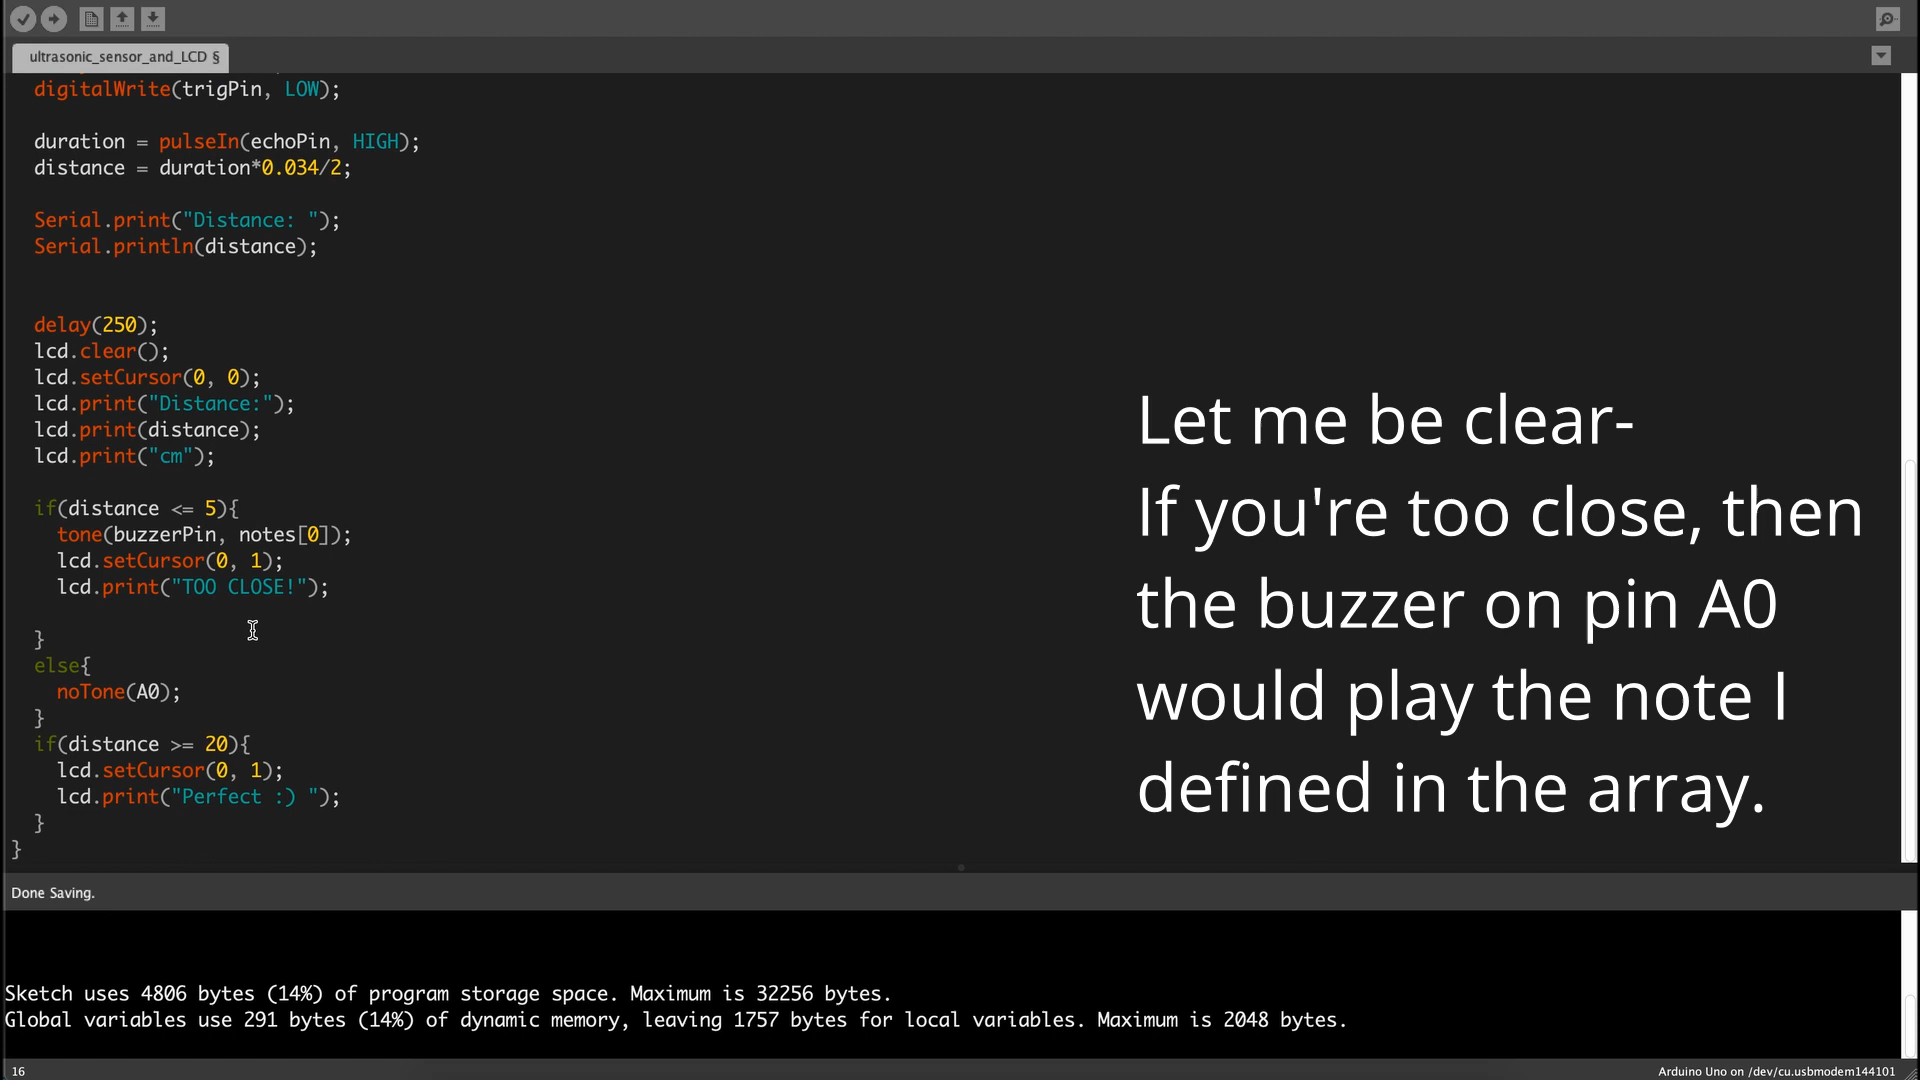 ultrasonic_sensor_and_LCD §
digitalWrite(trigPin, LOW);
duration = pulseIn(echoPin, HIGH);
distance = duration*0.034/2;
Serial.print("Distance: ");
Serial.println(distance);
delay(250);
lcd.clear();
lcd.setCursor(0, 0);
lcd.print("Distance:");
lcd.print(distance);
lcd.print("cm");
if(distance <= 5){
tone(buzzerPin, notes[0]);
lcd.setCursor(0, 1);
lcd.print("TOO CLOSE!");
}
else{
noTone(A0);
}
if(distance >= 20){
lcd.setCursor(0, 1);
lcd.print("Perfect :) ");
}
}
Let me be clear-
If you're too close, then
the buzzer on pin A0
would play the note I
defined in the array.
Done Saving.
Sketch uses 4806 bytes (14%) of program storage space. Maximum is 32256 bytes.
Global variables use 291 bytes (14%) of dynamic memory, leaving 1757 bytes for local variables. Maximum is 2048 bytes.
16
Arduino Uno on /dev/cu.usbmodem144101